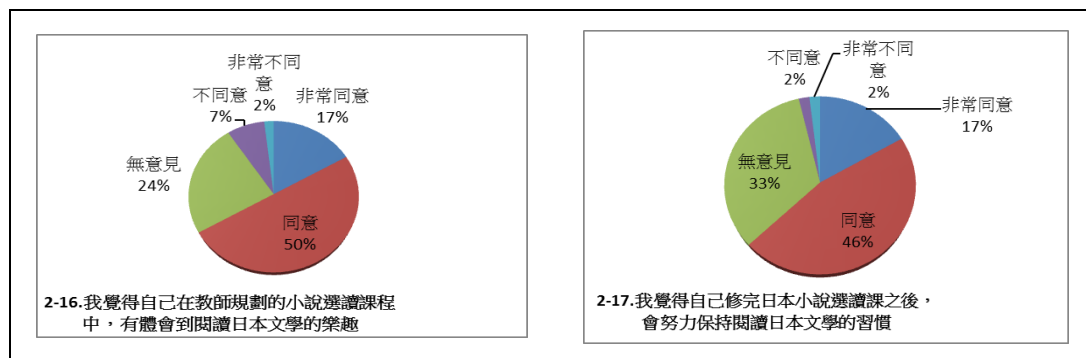 非常不同
意
2%
非常同意
17%
不同意
7%
無意見
24%
同意
50%
2-16.我覺得自己在教師規劃的小說選讀課程
中，有體會到閱讀日本文學的樂趣
不同意
2%
非常不同
意
2%
非常同意
17%
無意見
33%
同意
46%
2-17.我覺得自己修完日本小說選讀課之後，
會努力保持閱讀日本文學的習慣